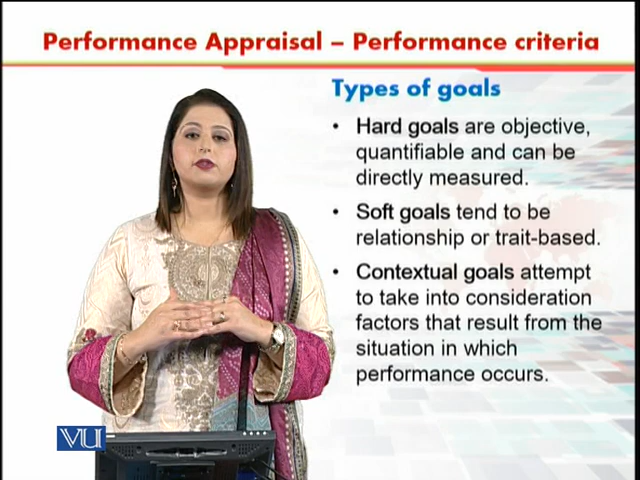 Performance Appraisal – Performance criteria
Types of goals
• Hard goals are objective,
quantifiable and can be
directly measured.
• Soft goals tend to be
relationship or trait-based.
• Contextual goals attempt
to take into consideration
factors that result from the
situation in which
performance occurs.
VU